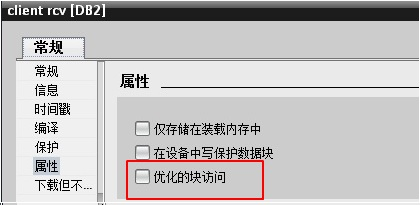 client rcv [DB2]
常规
常规
信息
时间戳
编译
保护
属性
下载但不...
属性
仅存储在装载内存中
在设备中写保护数据块
优化的块访问